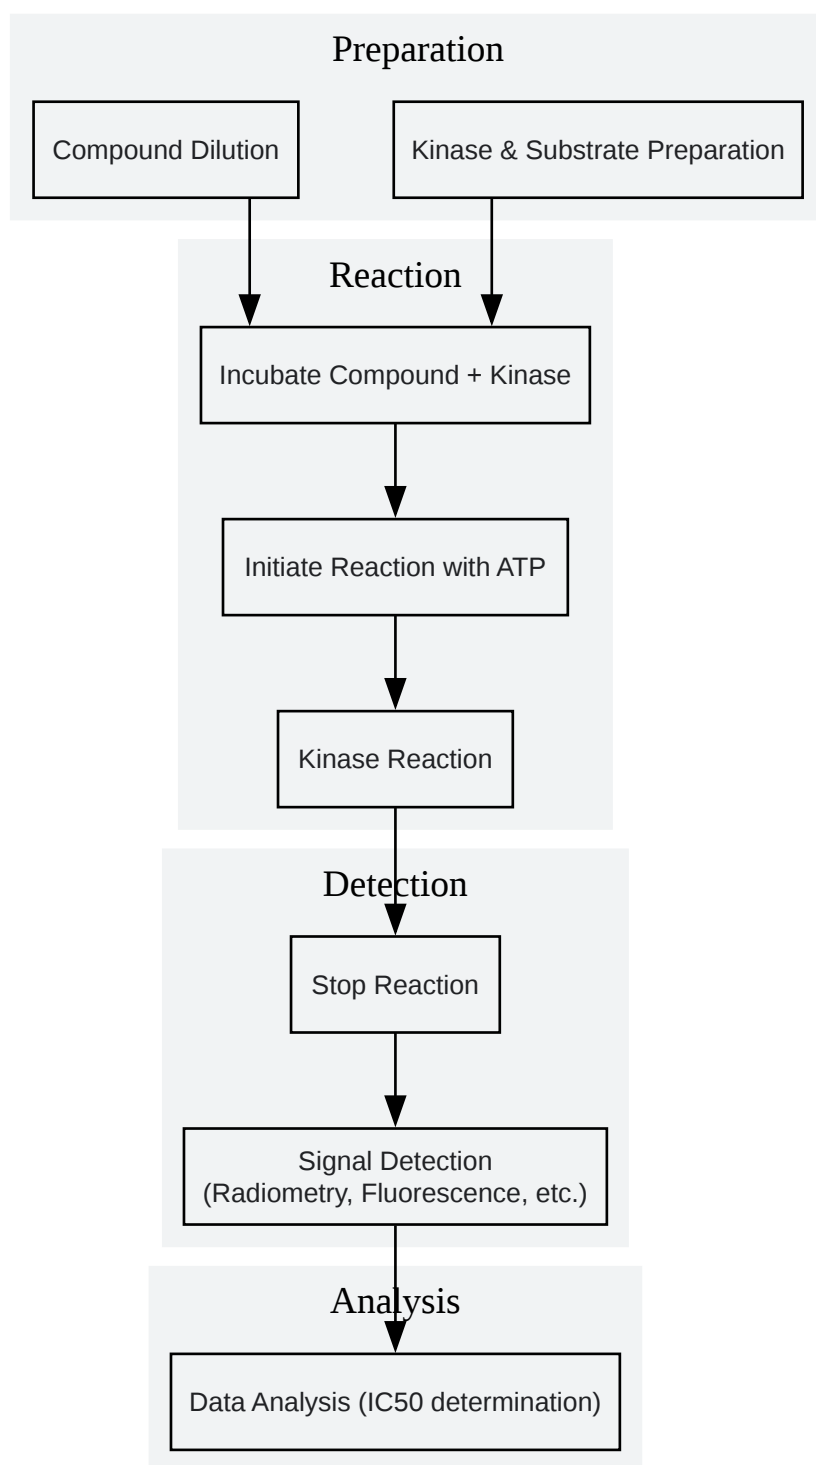 Preparation
Compound Dilution
Kinase & Substrate Preparation
Reaction
Incubate Compound + Kinase
Initiate Reaction with ATP
Kinase Reaction
Detection
Stop Reaction
Signal Detection
(Radiometry, Fluorescence, etc.)
Analysis
Data Analysis (IC50 determination)